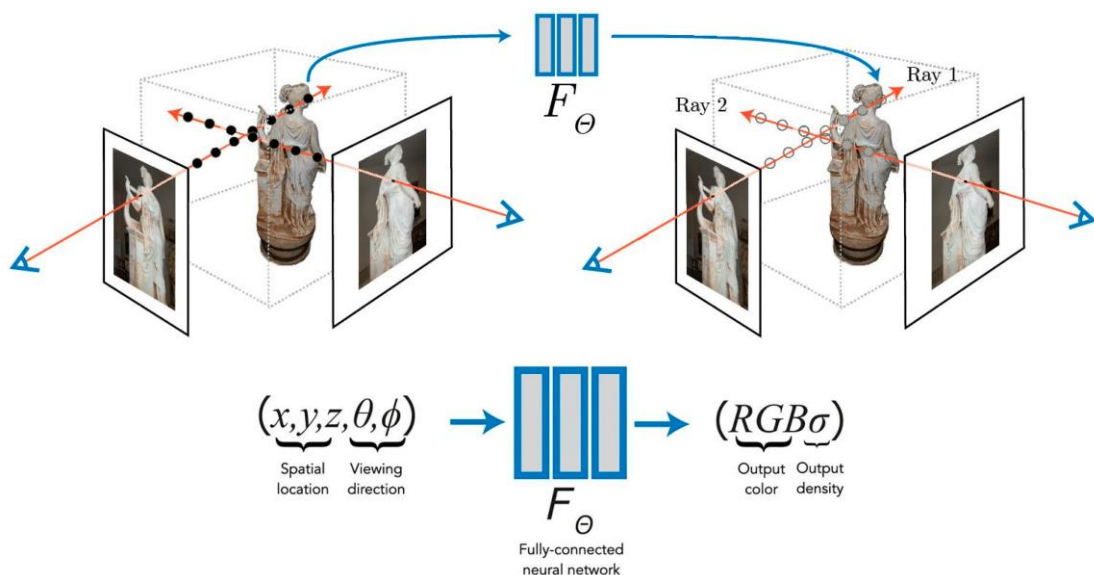 F_Θ
Ray 1
Ray 2
(x,y,z,θ,ϕ)
Spatial location
Viewing direction
F_Θ
Fully-connected
neural network
(RGBσ)
Output color
Output density